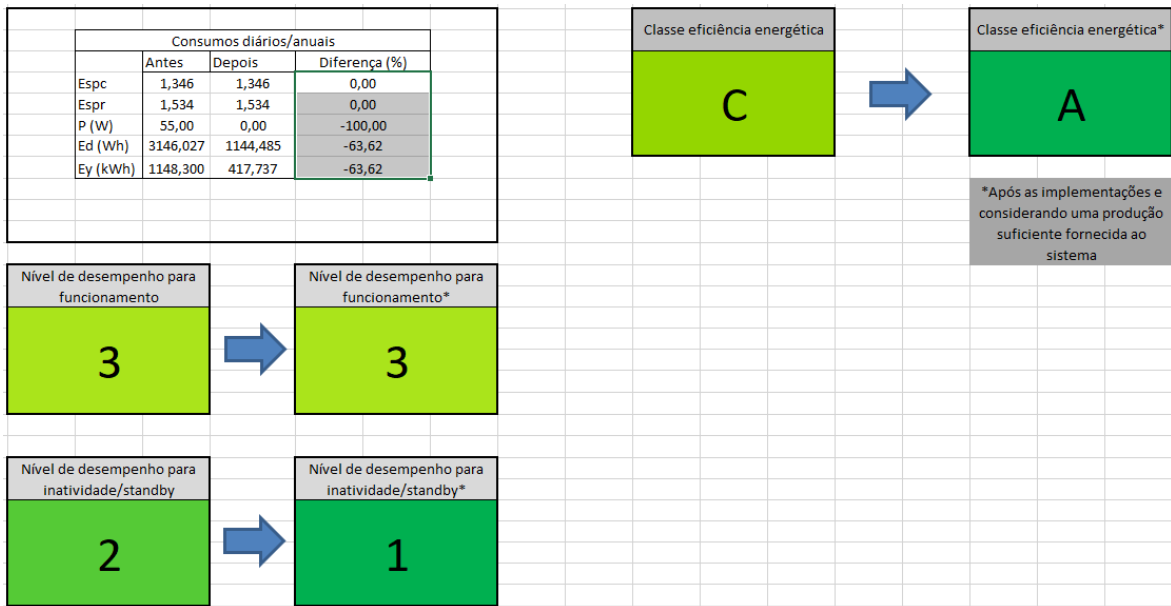 Consumos diários/anuais
Antes Depois Diferença (%)
Espc 1,346 1,346 0,00
Espr 1,534 1,534 0,00
P (W) 55,00 0,00 -100,00
Ed (Wh) 3146,027 1144,485 -63,62
Ey (kWh) 1148,300 417,737 -63,62
Classe eficiência energética
C
Classe eficiência energética*
A
*Após as implementações e
considerando uma produção
suficiente fornecida ao
sistema
Nível de desempenho para
funcionamento
3
Nível de desempenho para
funcionamento*
3
Nível de desempenho para
inatividade/standby
2
Nível de desempenho para
inatividade/standby*
1